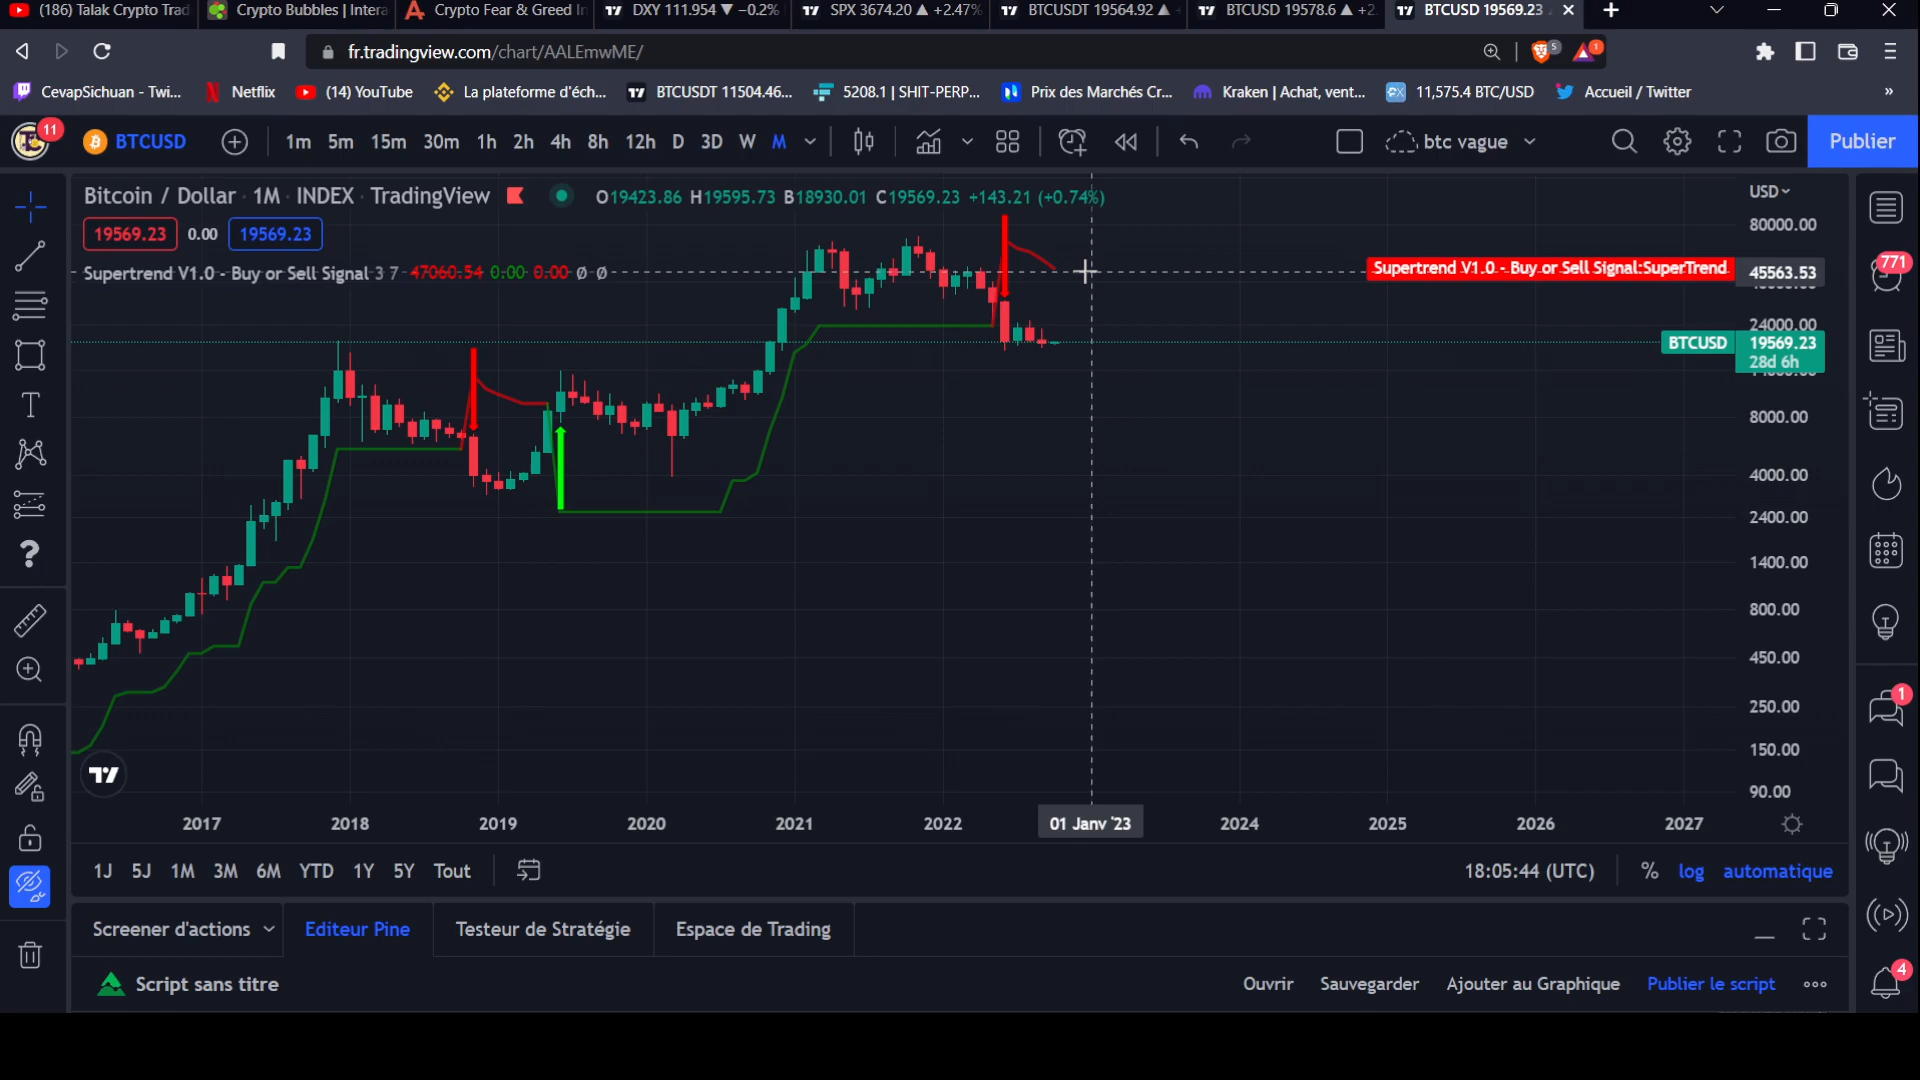 (186) Talak Crypto Trad
Crypto Bubbles | Intera
Crypto Fear & Greed In
DXY 111.954 ▼ −0.2%
SPX 3674.20 ▲ +2.47%
BTCUSDT 19564.92 ▲
BTCUSD 19578.6 ▲ +2
BTCUSD 19569.23
fr.tradingview.com/chart/AALEmwME/
5
1
CevapSichuan - Twi...
Netflix
(14) YouTube
La plateforme d'éch...
BTCUSDT 11504.46...
5208.1 | SHIT-PERP...
Prix des Marchés Cr...
Kraken | Achat, vent...
11,575.4 BTC/USD
Accueil / Twitter
»
11
BTCUSD
1m 5m 15m 30m 1h 2h 4h 8h 12h D 3D W M
btc vague
Publier
Bitcoin / Dollar · 1M · INDEX · TradingView
O19423.86 H19595.73 B18930.01 C19569.23 +143.21 (+0.74%)
19569.23 0.00 19569.23
Supertrend V1.0 - Buy or Sell Signal 3 7 47060.54 0.00 0.00 Ø Ø
Supertrend V1.0 - Buy or Sell Signal:SuperTrend
45563.53
USD
80000.00
24000.00
BTCUSD 19569.23
28d 6h
8000.00
4000.00
2400.00
1400.00
800.00
450.00
250.00
150.00
90.00
771
1
4
2017 2018 2019 2020 2021 2022 01 Janv '23 2024 2025 2026 2027
1J 5J 1M 3M 6M YTD 1Y 5Y Tout
18:05:44 (UTC) % log automatique
Screener d'actions Editeur Pine Testeur de Stratégie Espace de Trading
Script sans titre
Ouvrir Sauvegarder Ajouter au Graphique Publier le script